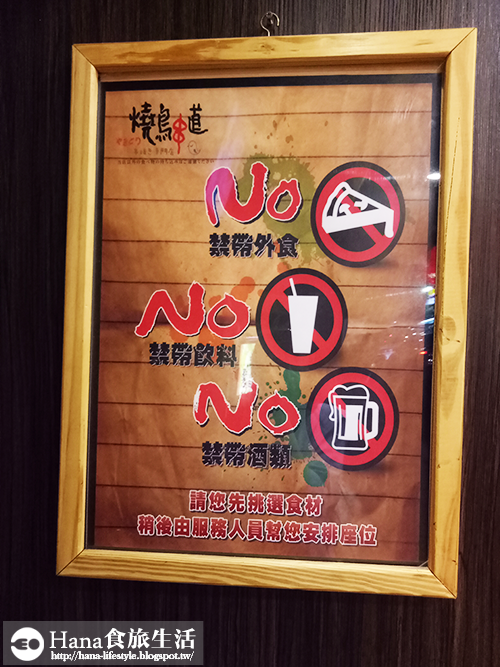 燒鳥串道
No
禁帶外食
No
禁帶飲料
No
禁帶酒類
請您先挑選食材
稍後由服務人員幫您安排座位
Hana食旅生活
http://hana-lifestyle.blogspot.tw/